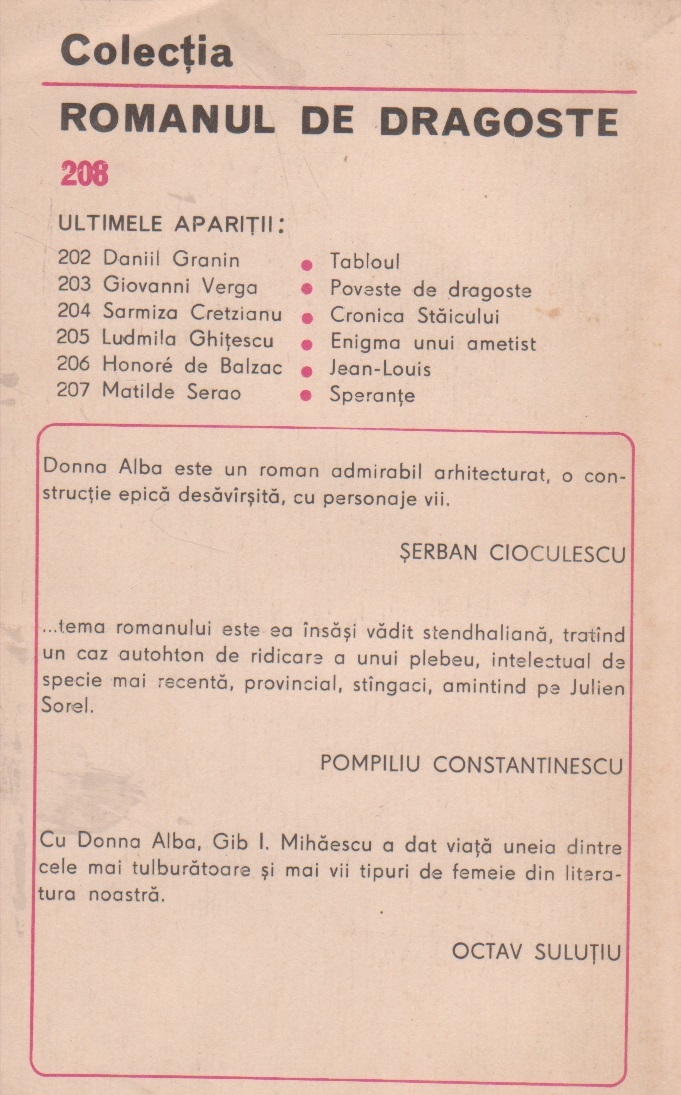 Colecția
ROMANUL DE DRAGOSTE
208
ULTIMELE APARIȚII:
202 Daniil Granin ● Tabloul
203 Giovanni Verga ● Poveste de dragoste
204 Sarmiza Cretzianu ● Cronica Stăicului
205 Ludmila Ghițescu ● Enigma unui ametist
206 Honoré de Balzac ● Jean-Louis
207 Matilde Serao ● Speranțe
Donna Alba este un roman admirabil arhitecturat, o con-
strucție epică desăvîrșită, cu personaje vii.
ȘERBAN CIOCULESCU
...tema romanului este ea însăși vădit stendhaliană, tratînd
un caz autohton de ridicare a unui plebeu, intelectual de
specie mai recentă, provincial, stîngaci, amintind pe Julien
Sorel.
POMPILIU CONSTANTINESCU
Cu Donna Alba, Gib I. Mihăescu a dat viață uneia dintre
cele mai tulburătoare și mai vii tipuri de femeie din litera-
tura noastră.
OCTAV SULUȚIU